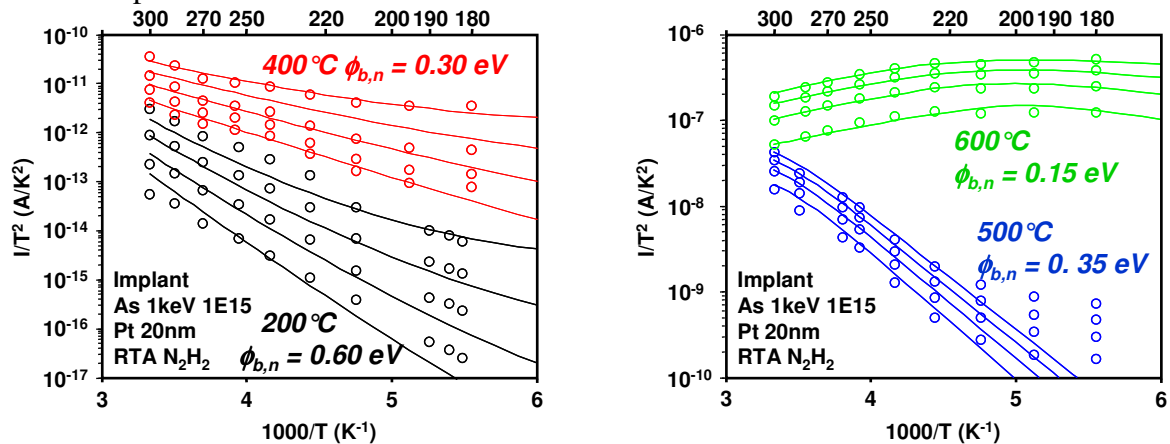 300 270 240 220 200 190 180
10⁻¹⁰
10⁻¹¹
10⁻¹²
10⁻¹³
10⁻¹⁴
10⁻¹⁵
10⁻¹⁶
10⁻¹⁷
I/T² (A/K²)
400°C ϕb,n = 0.30 eV
Implant
As 1keV 1E15
Pt 20nm
RTA N₂H₂
200°C
ϕb,n = 0.60 eV
3 4 5 6
1000/T (K⁻¹)
300 270 240 220 200 190 180
10⁻⁶
10⁻⁷
10⁻⁸
10⁻⁹
10⁻¹⁰
I/T² (A/K²)
600°C
ϕb,n = 0.15 eV
500°C
ϕb,n = 0. 35 eV
Implant
As 1keV 1E15
Pt 20nm
RTA N₂H₂
3 4 5 6
1000/T (K⁻¹)